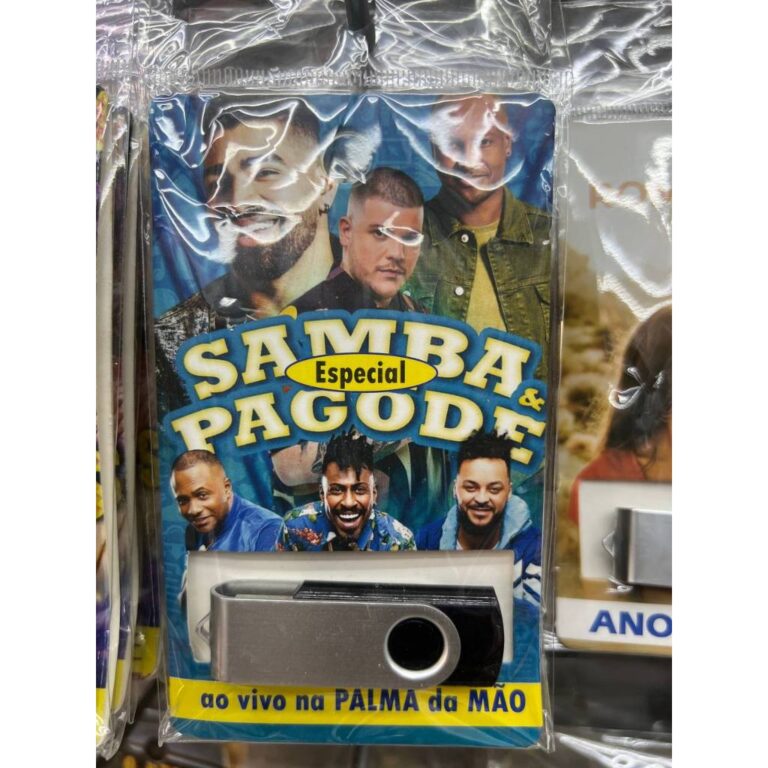 SAMBA &
Especial
PAGODE
ao vivo na PALMA da MÃO
ANO